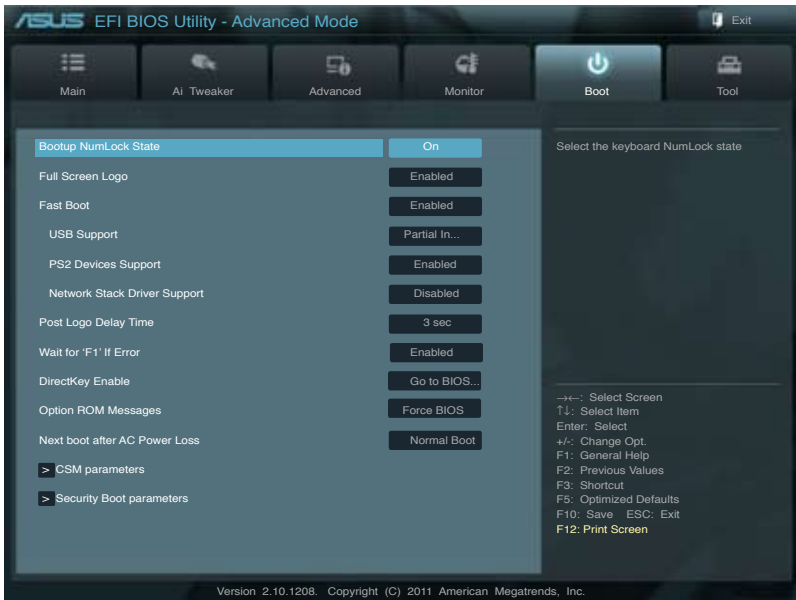 ASUS EFI BIOS Utility - Advanced Mode
Exit
Main
Ai Tweaker
Advanced
Monitor
Boot
Tool
Bootup NumLock State On
Full Screen Logo Enabled
Fast Boot Enabled
USB Support Partial In...
PS2 Devices Support Enabled
Network Stack Driver Support Disabled
Post Logo Delay Time 3 sec
Wait for ‘F1’ If Error Enabled
DirectKey Enable Go to BIOS...
Option ROM Messages Force BIOS
Next boot after AC Power Loss Normal Boot
> CSM parameters
> Security Boot parameters
Select the keyboard NumLock state
→←: Select Screen
↑↓: Select Item
Enter: Select
+/-: Change Opt.
F1: General Help
F2: Previous Values
F3: Shortcut
F5: Optimized Defaults
F10: Save ESC: Exit
F12: Print Screen
Version 2.10.1208. Copyright (C) 2011 American Megatrends, Inc.